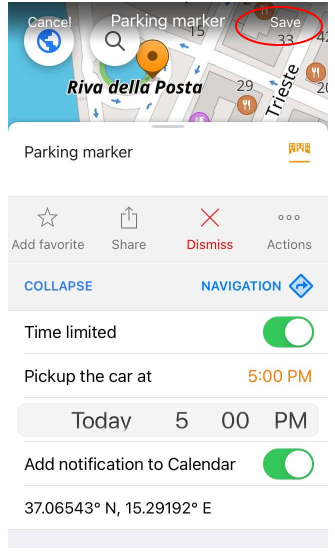 Cancel Parking marker Save
15
33
42
Riva della Posta
29
Trieste
20
Parking marker
Add favorite Share Dismiss Actions
COLLAPSE NAVIGATION
Time limited
Pickup the car at 5:00 PM
Today 5 00 PM
Add notification to Calendar
37.06543° N, 15.29192° E